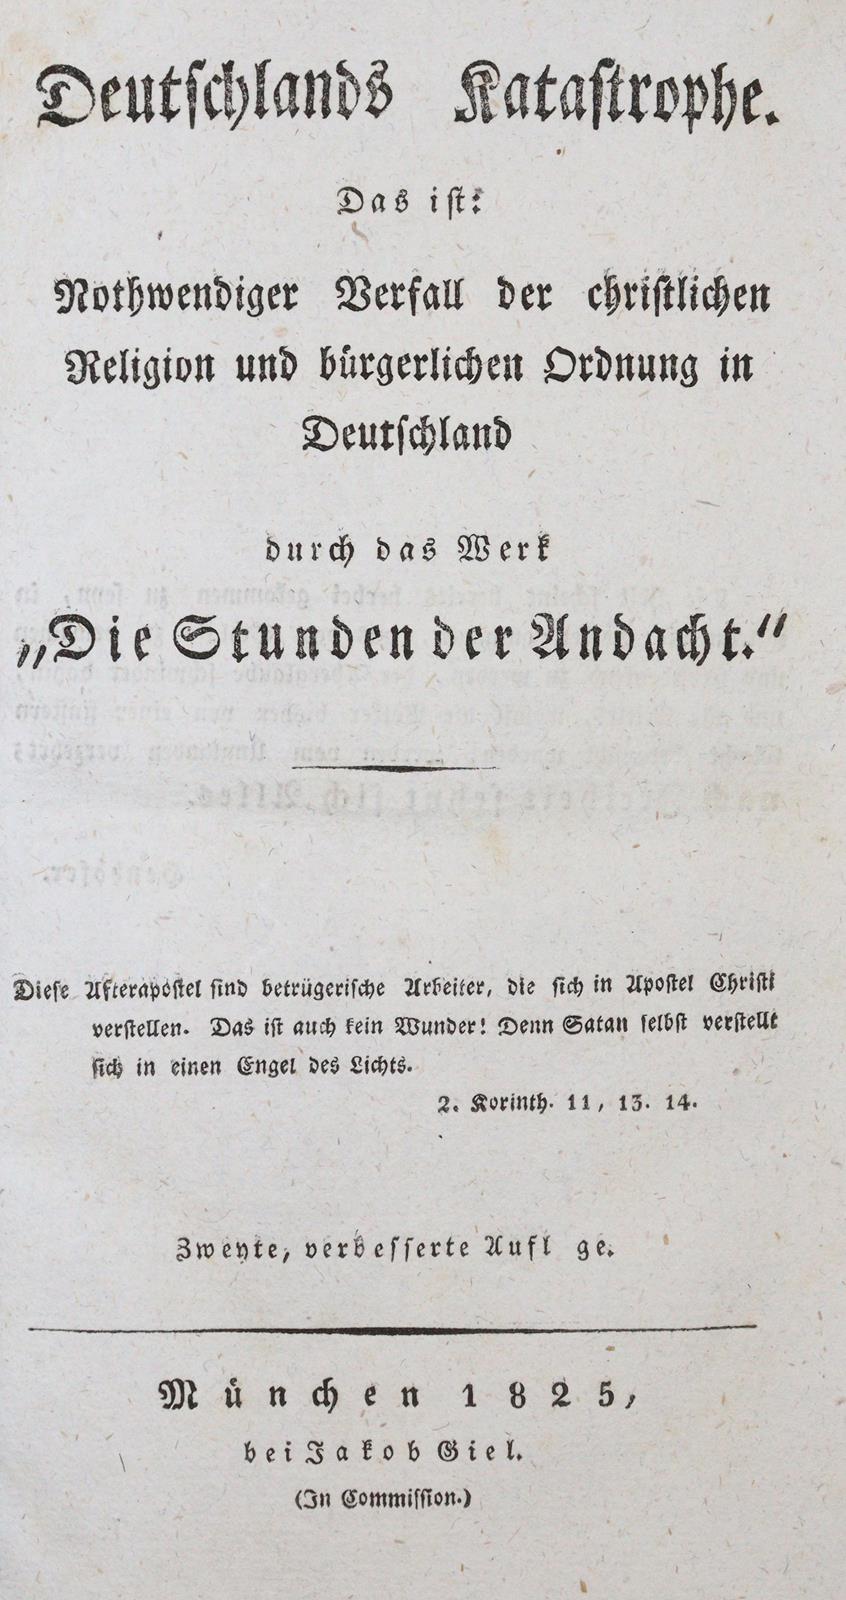 Deutschlands Katastrophe.
Das ist:
Nothwendiger Verfall der christlichen
Religion und bürgerlichen Ordnung in
Deutschland
durch das Werk
„Die Stunden der Andacht.“
Diese Afterapostel sind betrügerische Arbeiter, die sich in Apostel Christi
verstellen. Das ist auch kein Wunder! Denn Satan selbst verstellt
sich in einen Engel des Lichts.
2. Korinth. 11, 13. 14.
Zweyte, verbesserte Aufl ge.
München 1825,
bei Jakob Giel.
(In Commission.)